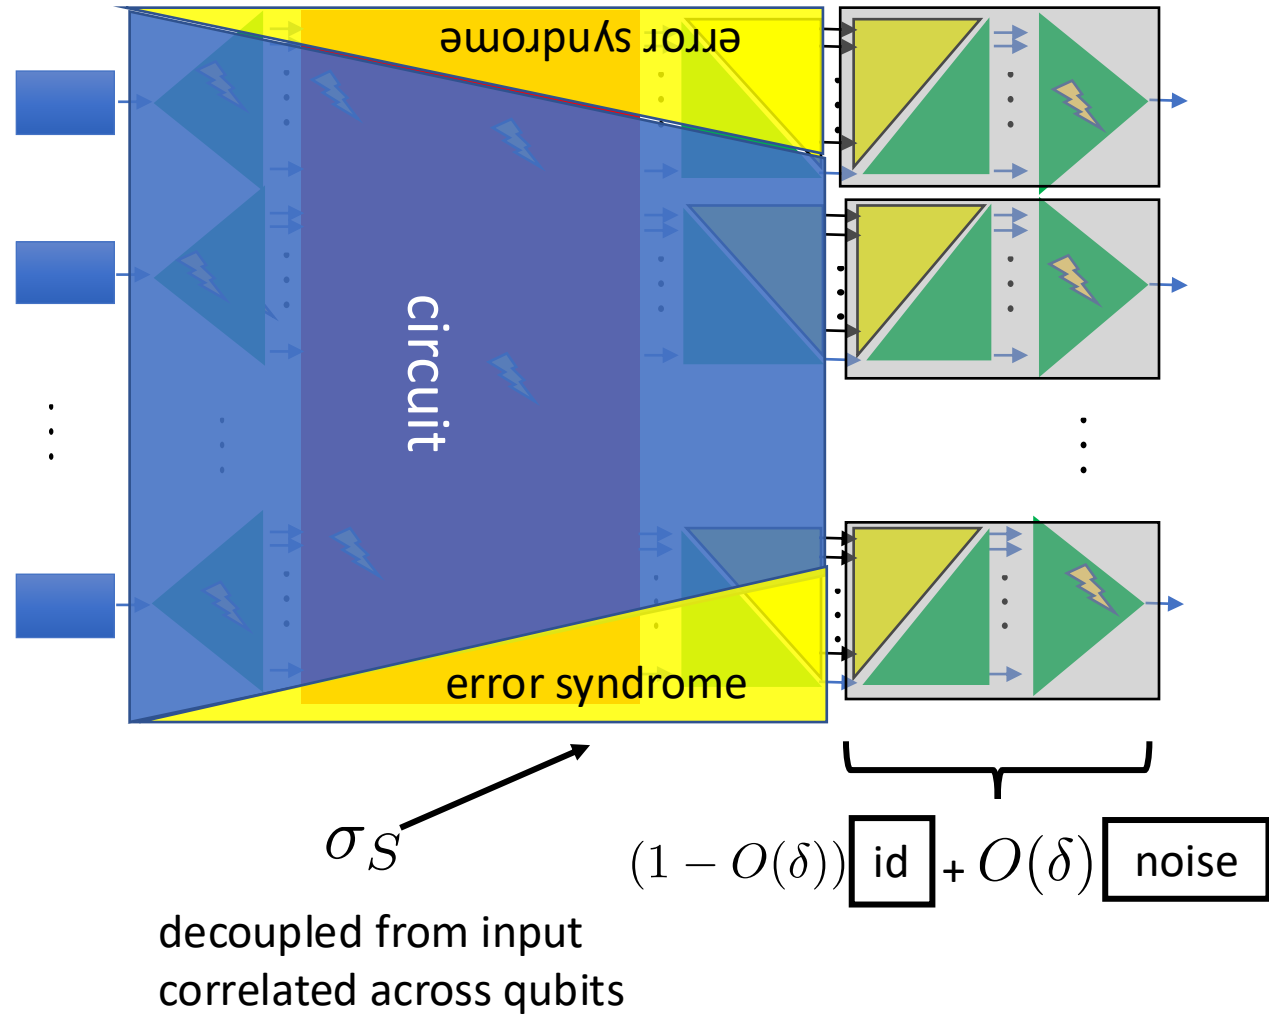 error syndrome
circuit
error syndrome
σ_S
(1 − O(δ)) id + O(δ) noise
decoupled from input
correlated across qubits